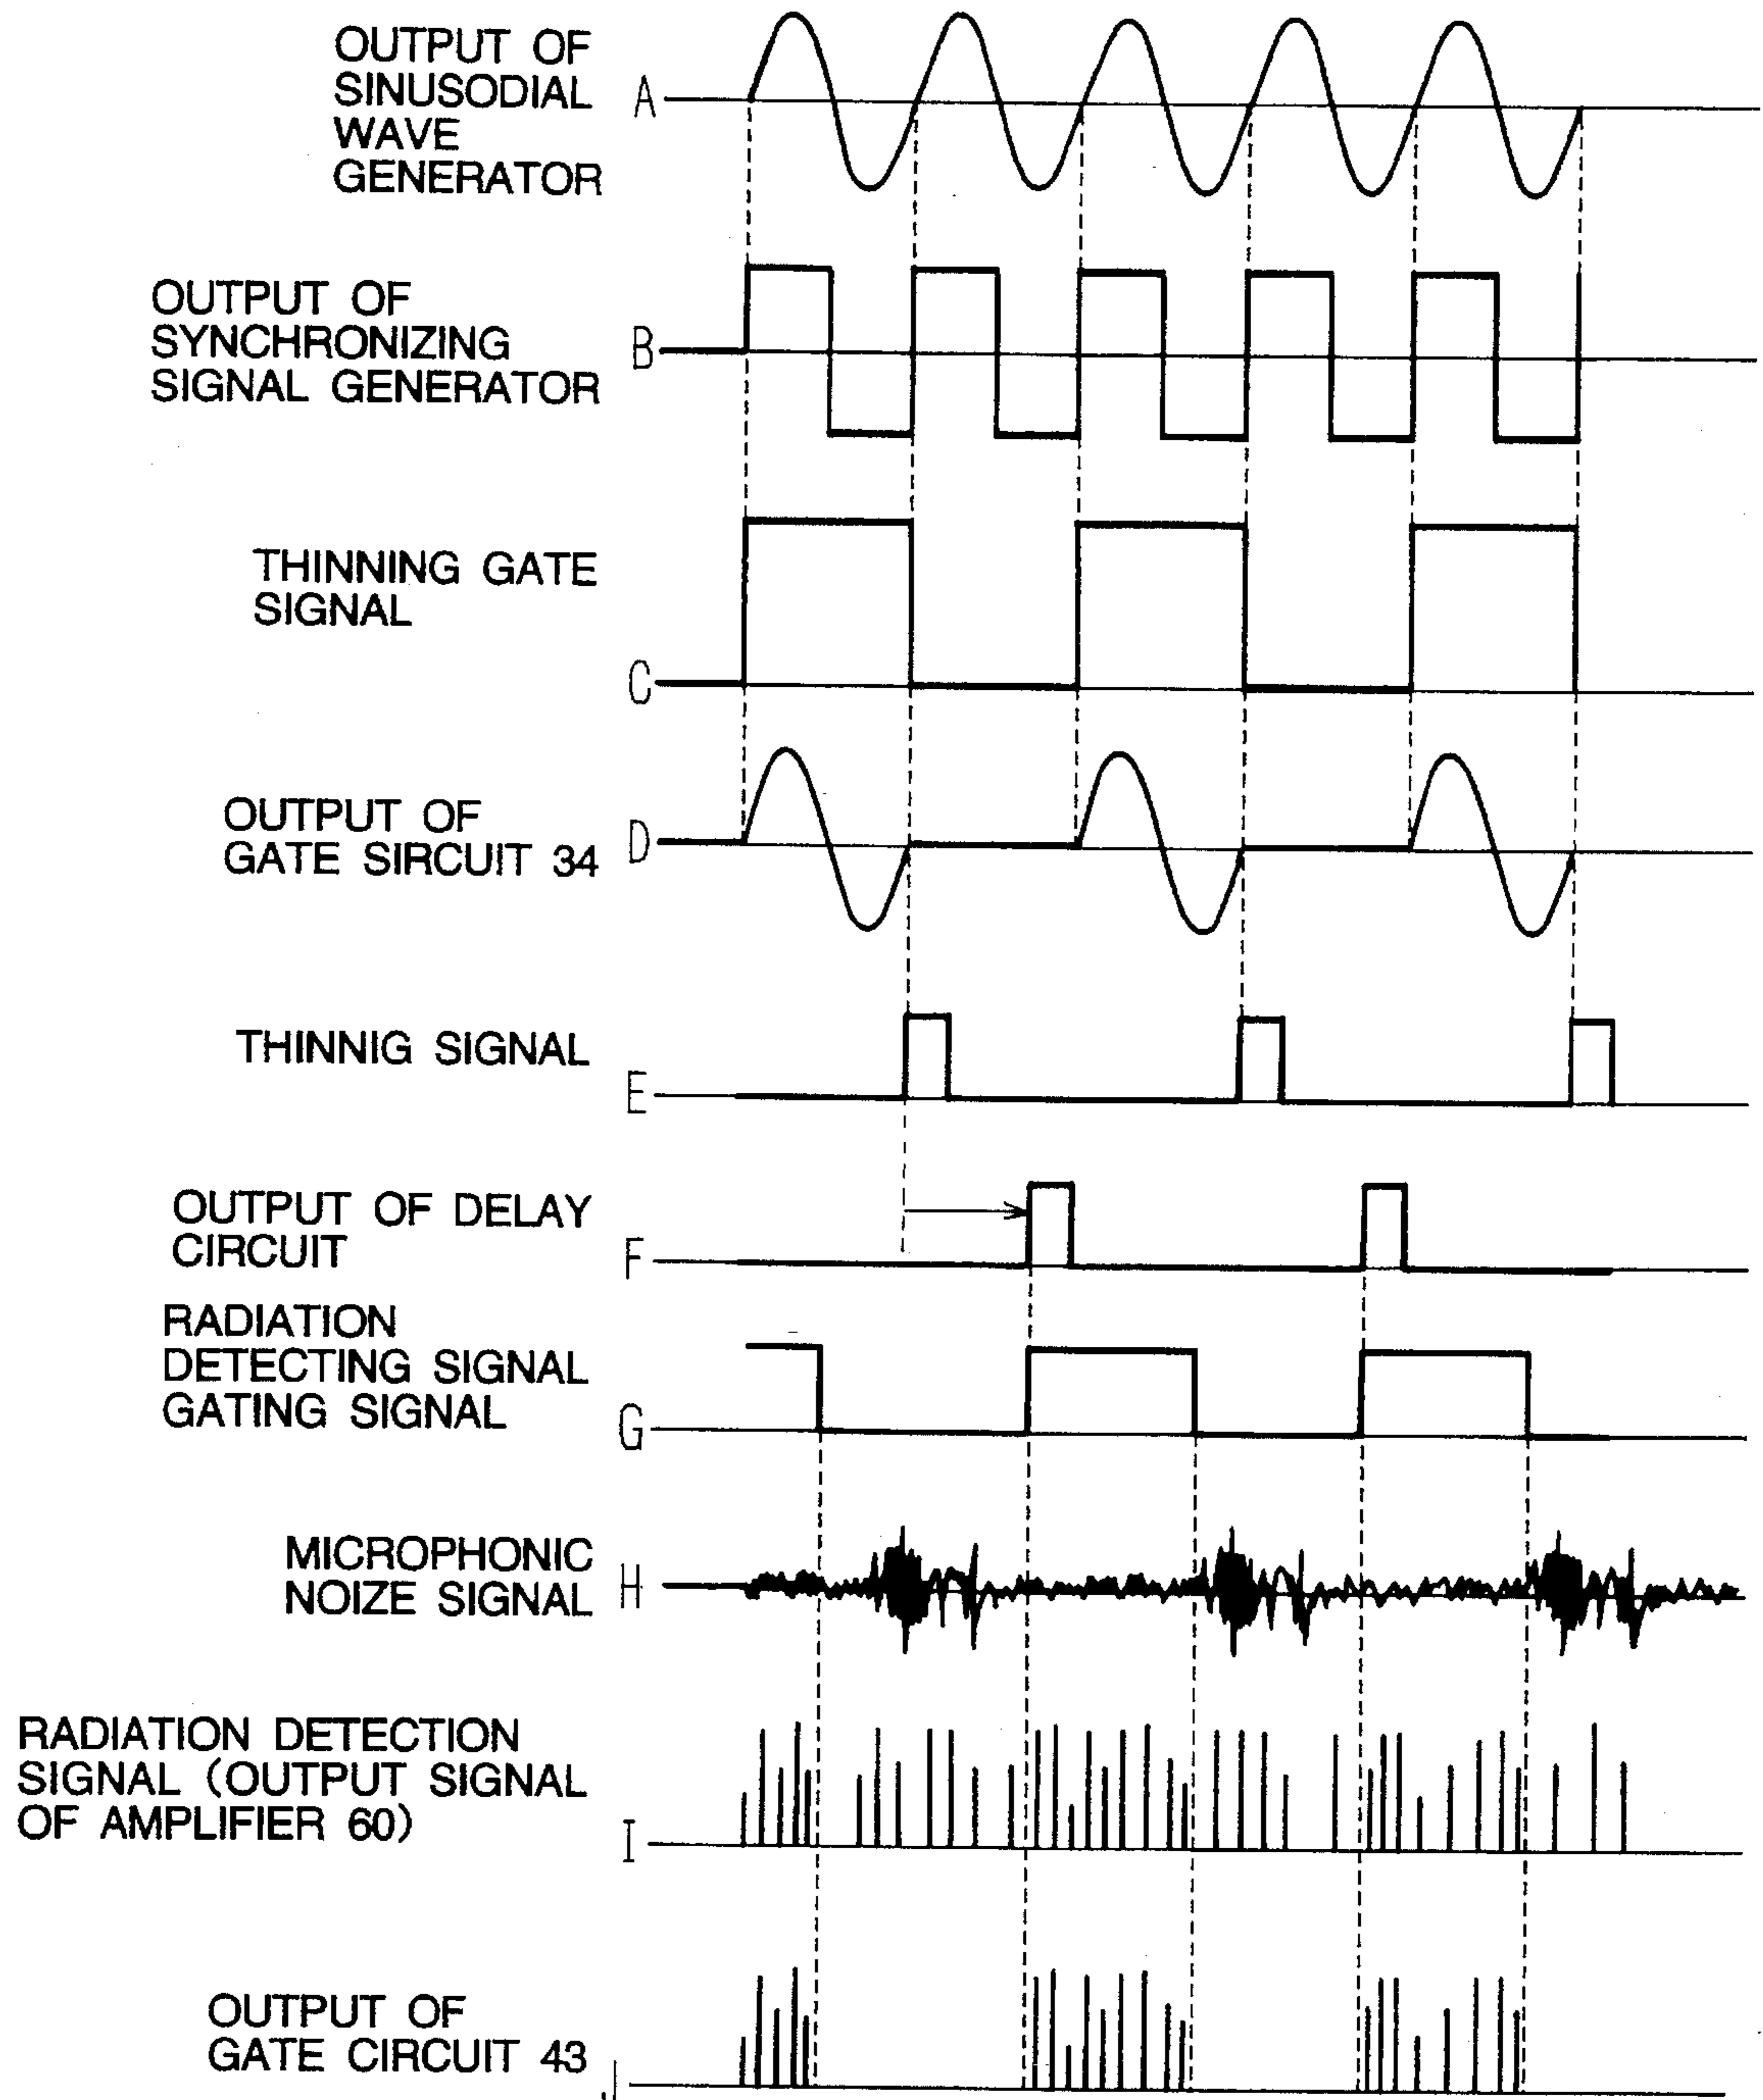 OUTPUT OF
SINUSODIAL
WAVE
GENERATOR
A
OUTPUT OF
SYNCHRONIZING
SIGNAL GENERATOR
B
THINNING GATE
SIGNAL
C
OUTPUT OF
GATE SIRCUIT 34
D
THINNIG SIGNAL
E
OUTPUT OF DELAY
CIRCUIT
F
RADIATION
DETECTING SIGNAL
GATING SIGNAL
G
MICROPHONIC
NOIZE SIGNAL
H
RADIATION DETECTION
SIGNAL (OUTPUT SIGNAL
OF AMPLIFIER 60)
I
OUTPUT OF
GATE CIRCUIT 43
J